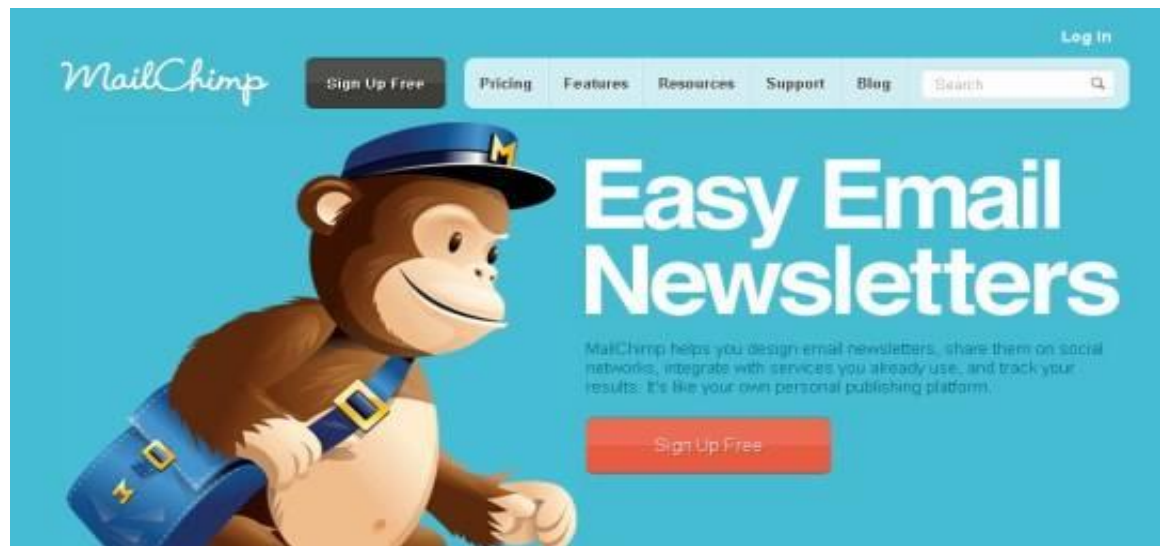 Log In
MailChimp
Sign Up Free
Pricing Features Resources Support Blog Search
M
Easy Email
Newsletters
MailChimp helps you design email newsletters, share them on social
networks, integrate with services you already use, and track your
results. It's like your own personal publishing platform.
Sign Up Free
M